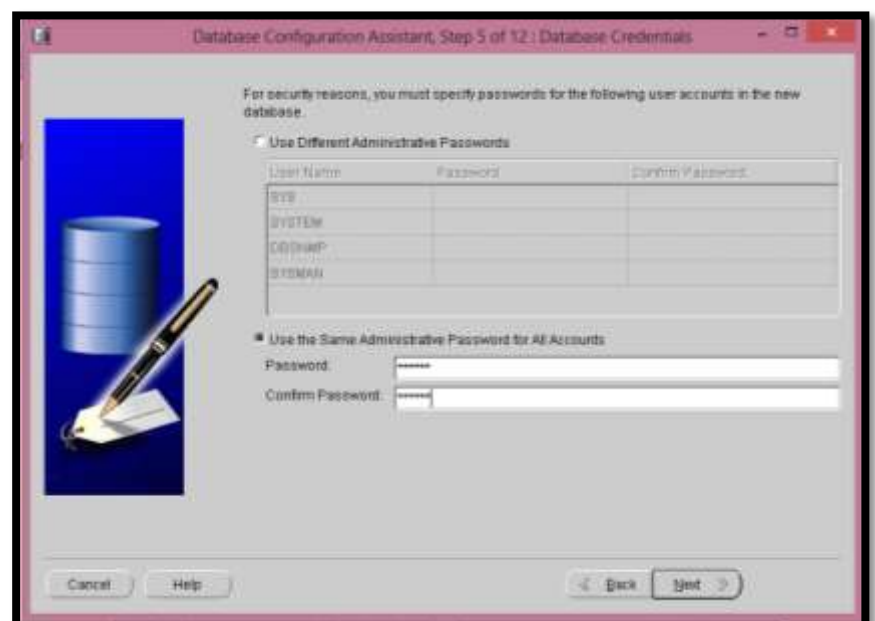 Database Configuration Assistant, Step 5 of 12 : Database Credentials
For security reasons, you must specify passwords for the following user accounts in the new
database.
Use Different Administrative Passwords
User Name Password Confirm Password
SYS
SYSTEM
DBSNMP
SYSMAN
Use the Same Administrative Password for All Accounts
Password:
Confirm Password:
Cancel Help Back Next